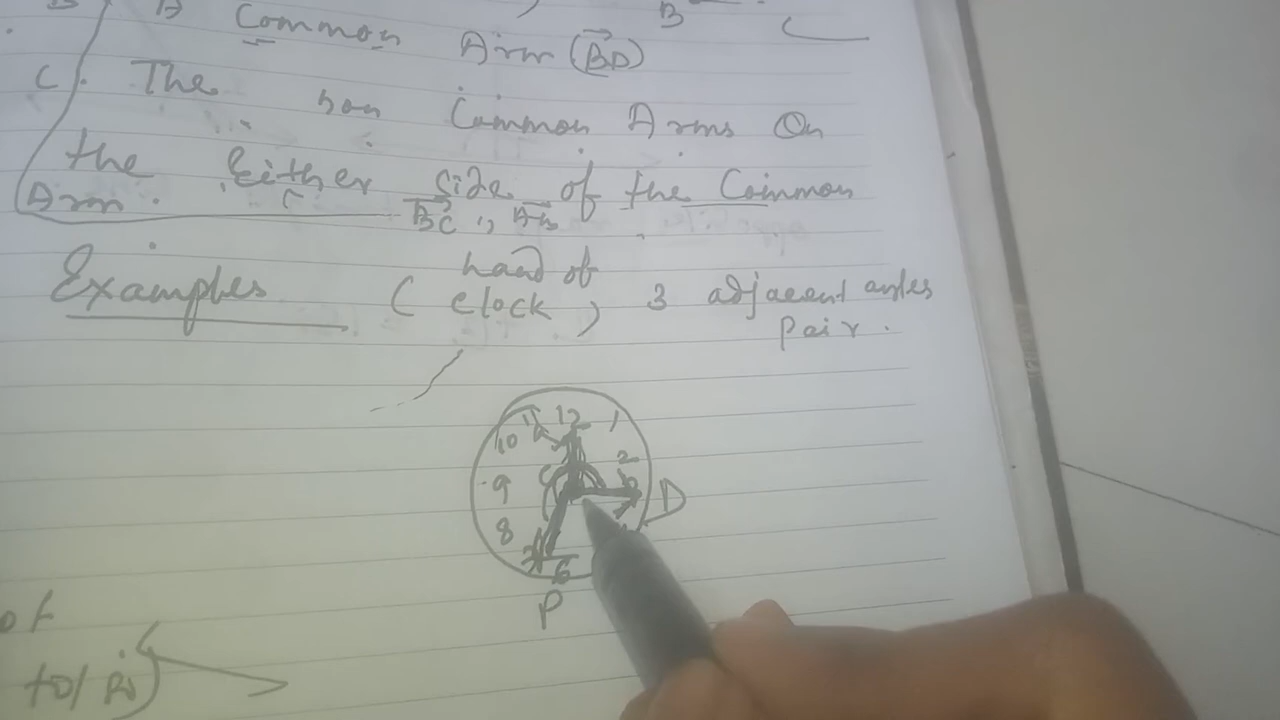 B C
Common Arm (BD)
C. The non Common Arms On
the Either side of the Common
Arm. BC,
Examples (hand of clock, 3 adjacent angles pair.
12 1
11
10 2
9 D
8
6
P
of